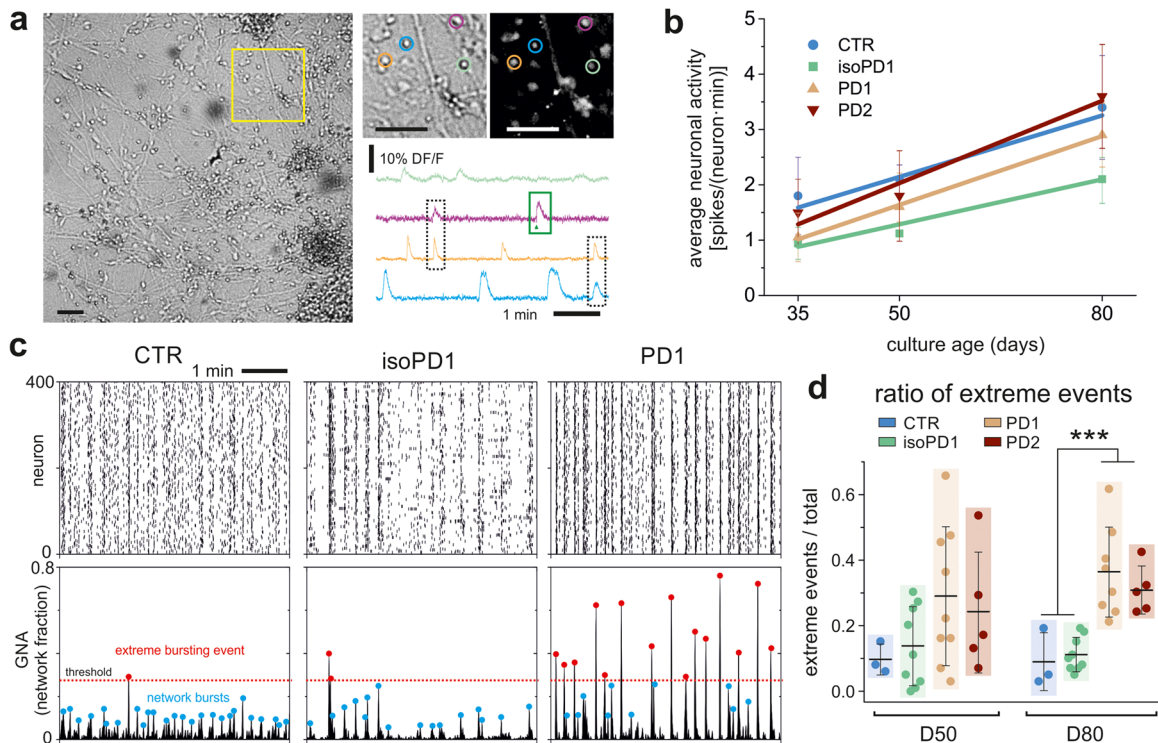 a
10% DF/F
1 min
b
CTR
isoPD1
PD1
PD2
average neuronal activity
[spikes/(neuron·min)]
5
4
3
2
1
0
35
50
80
culture age (days)
c
CTR
isoPD1
PD1
1 min
400
neuron
0
0.8
GNA
(network fraction)
0
extreme bursting event
threshold
network bursts
d
ratio of extreme events
CTR
PD1
isoPD1
PD2
***
extreme events / total
0.6
0.4
0.2
0.0
D50
D80